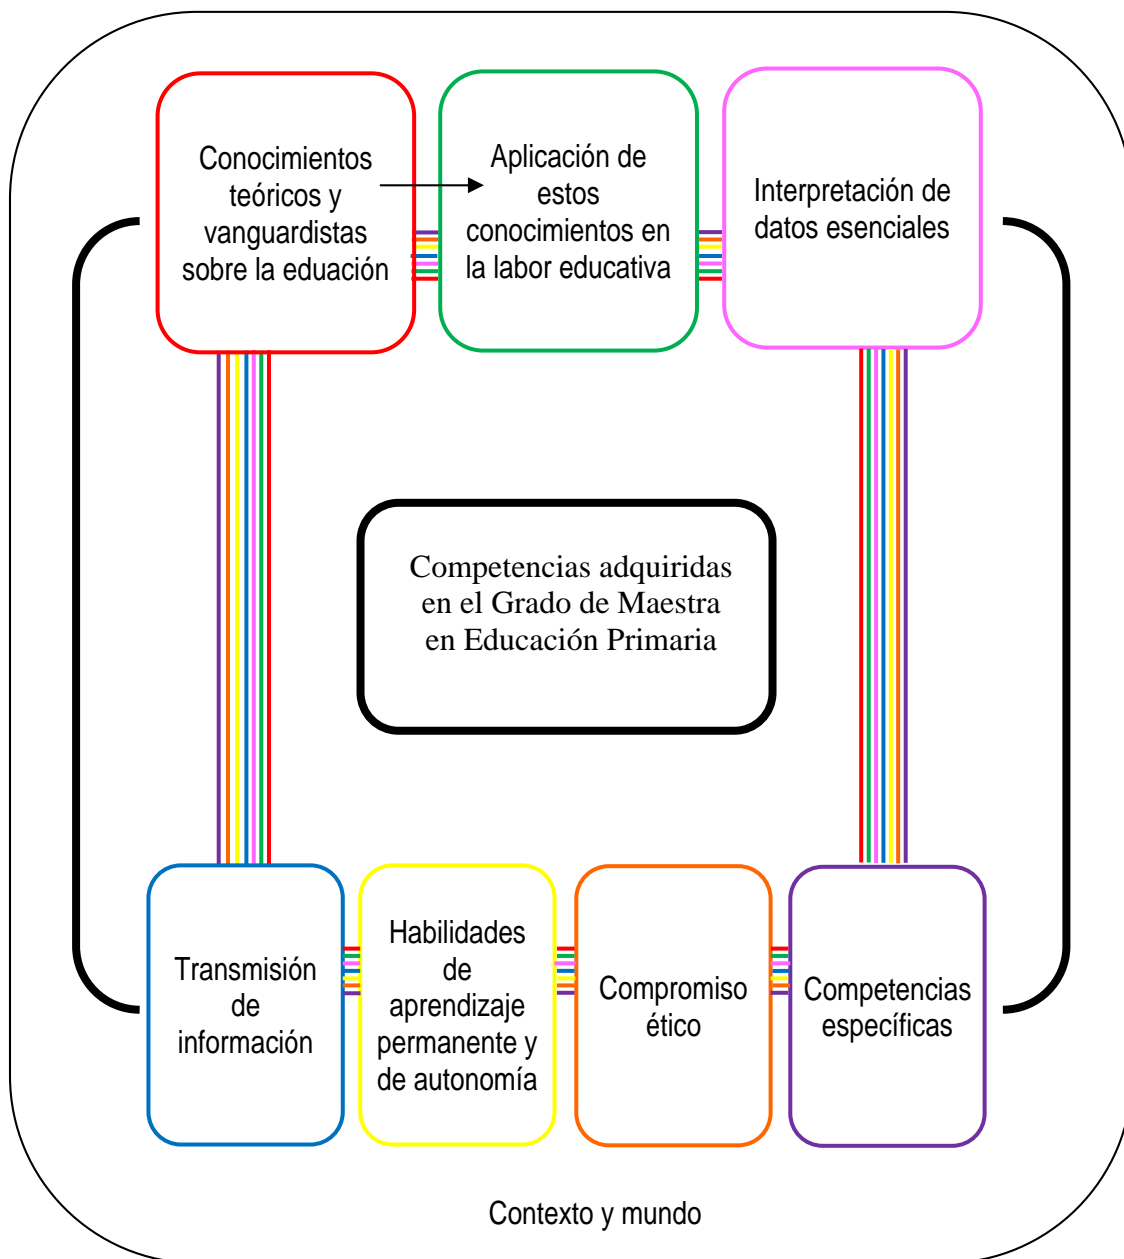 Conocimientos
teóricos y
vanguardistas
sobre la eduación
Aplicación de
estos
conocimientos en
la labor educativa
Interpretación de
datos esenciales
Competencias adquiridas
en el Grado de Maestra
en Educación Primaria
Transmisión
de
información
Habilidades
de
aprendizaje
permanente y
de autonomía
Compromiso
ético
Competencias
específicas
Contexto y mundo